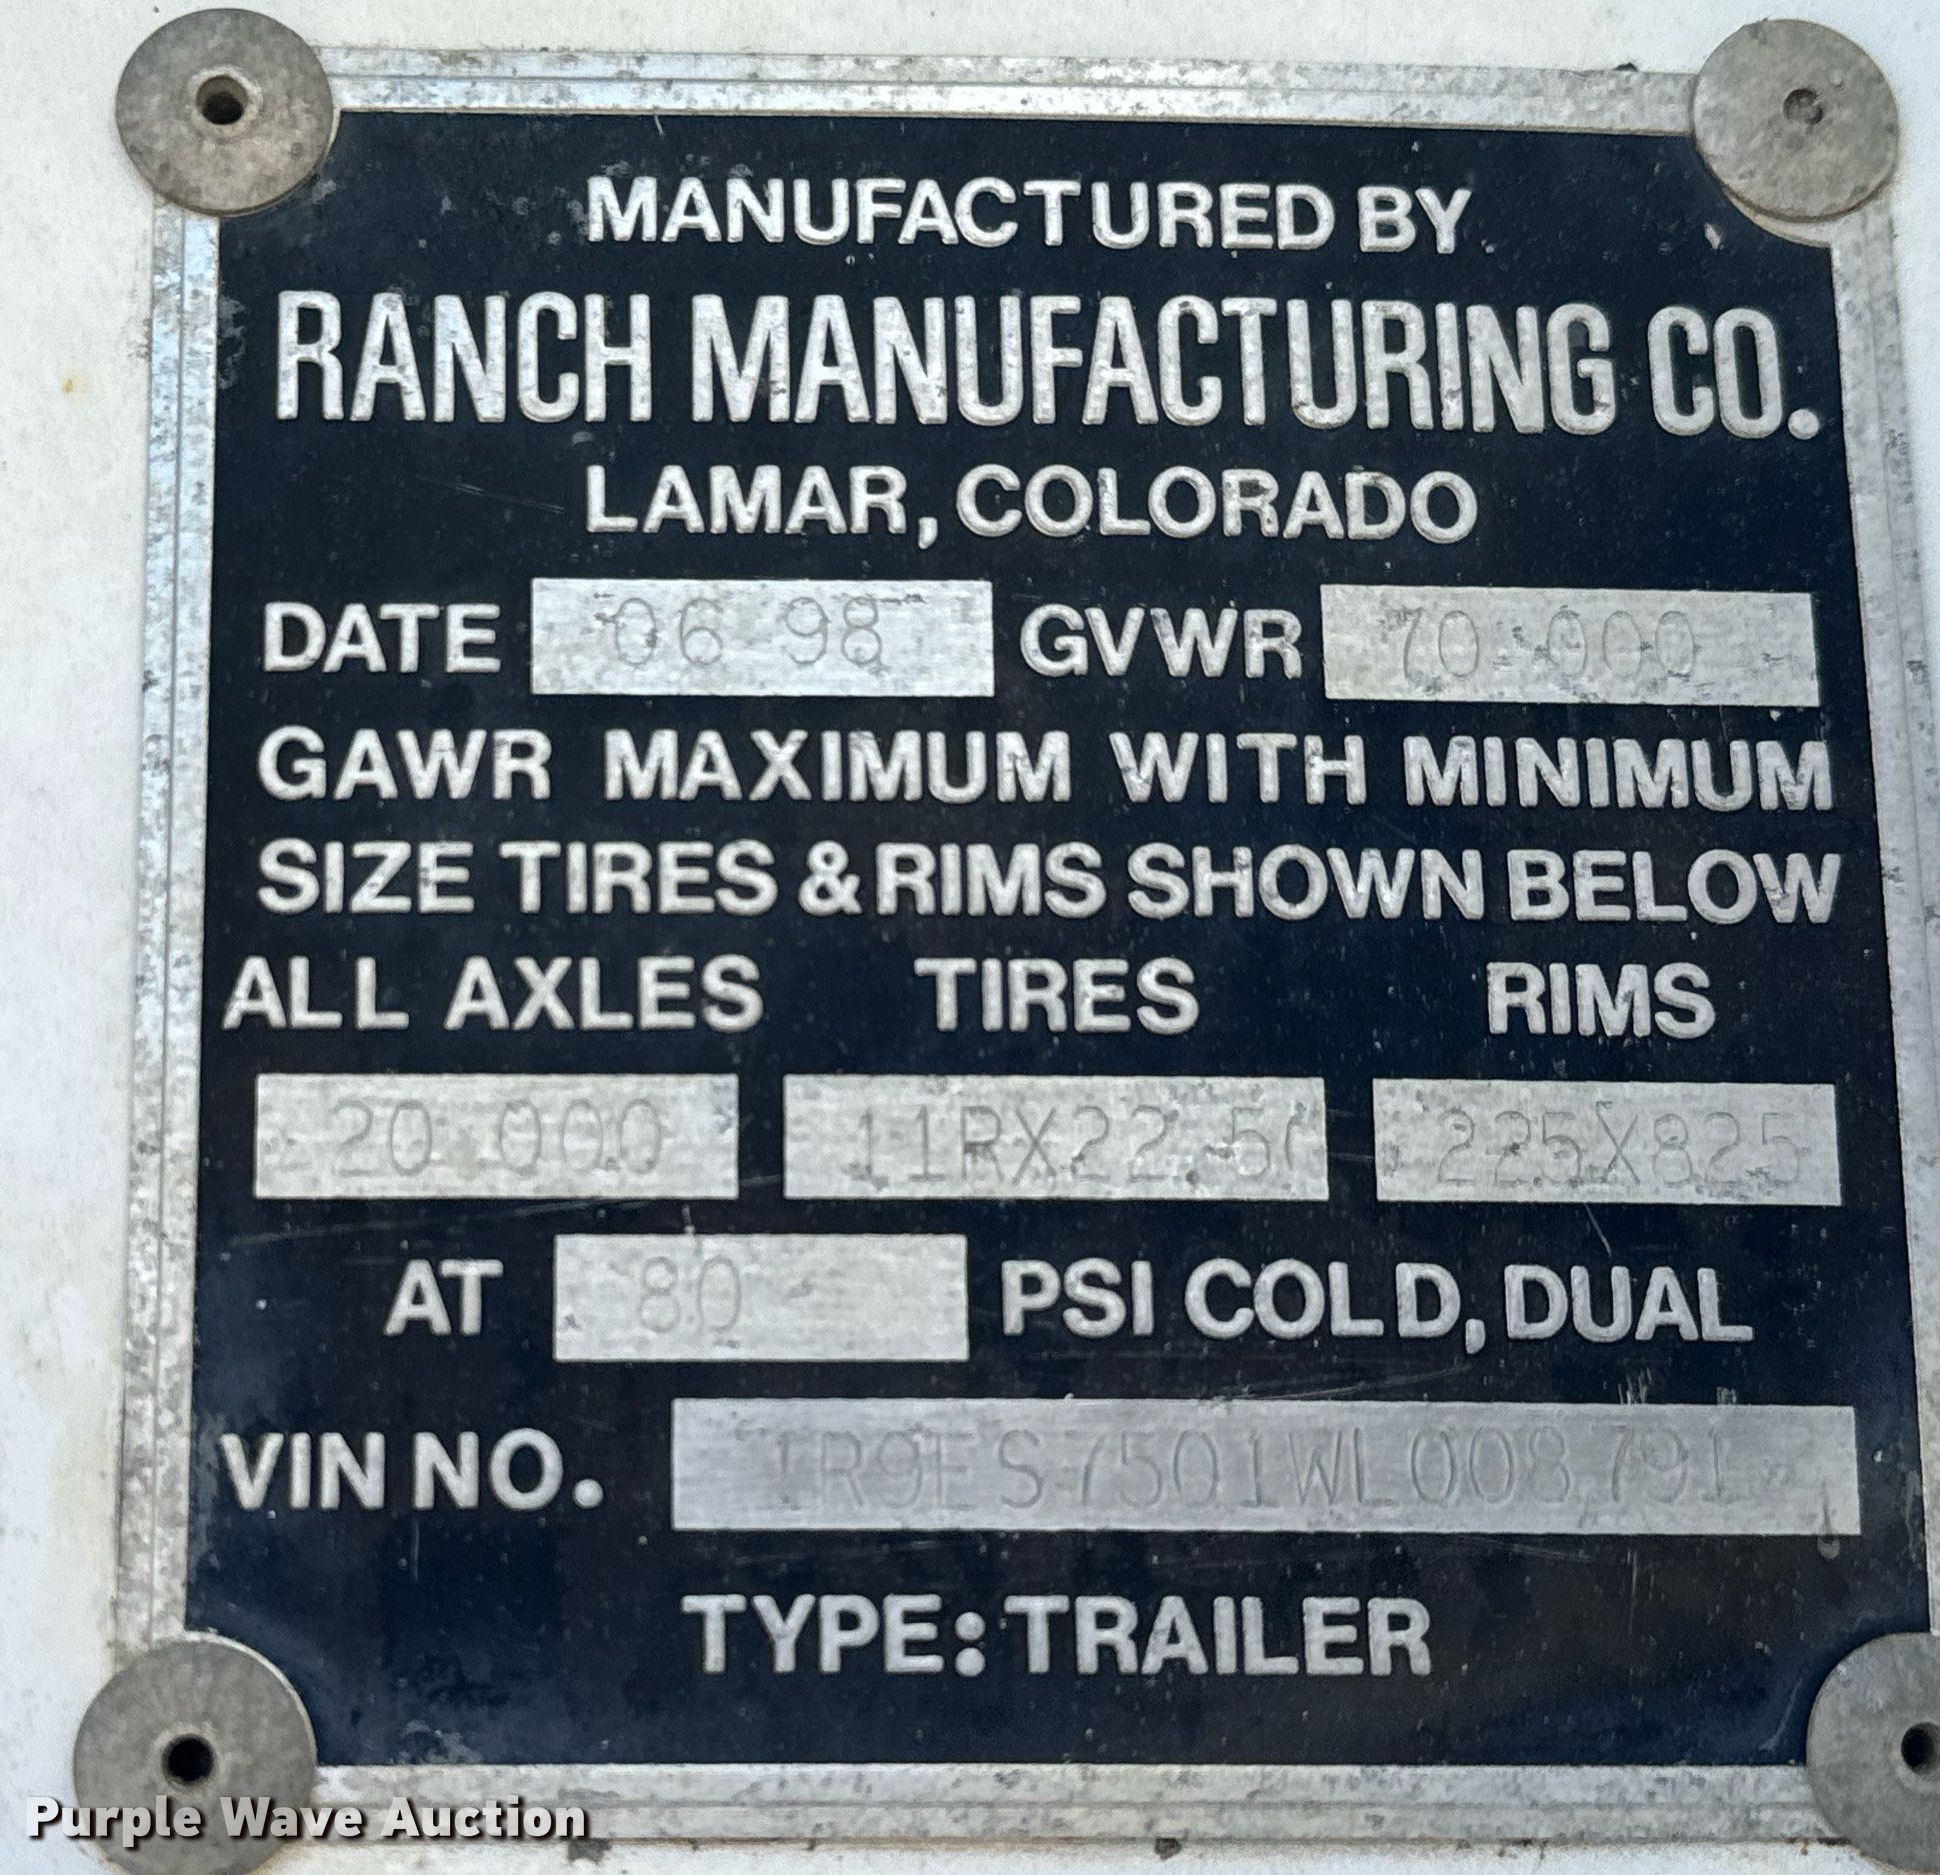 MANUFACTURED BY
RANCH MANUFACTURING CO.
LAMAR, COLORADO
DATE 06 98 GVWR 70.000
GAWR MAXIMUM WITH MINIMUM
SIZE TIRES & RIMS SHOWN BELOW
ALL AXLES TIRES RIMS
20 000 11RX22.5 225X825
AT 80 PSI COLD, DUAL
VIN NO. 1R9ES7501WL008791
TYPE: TRAILER
Purple Wave Auction